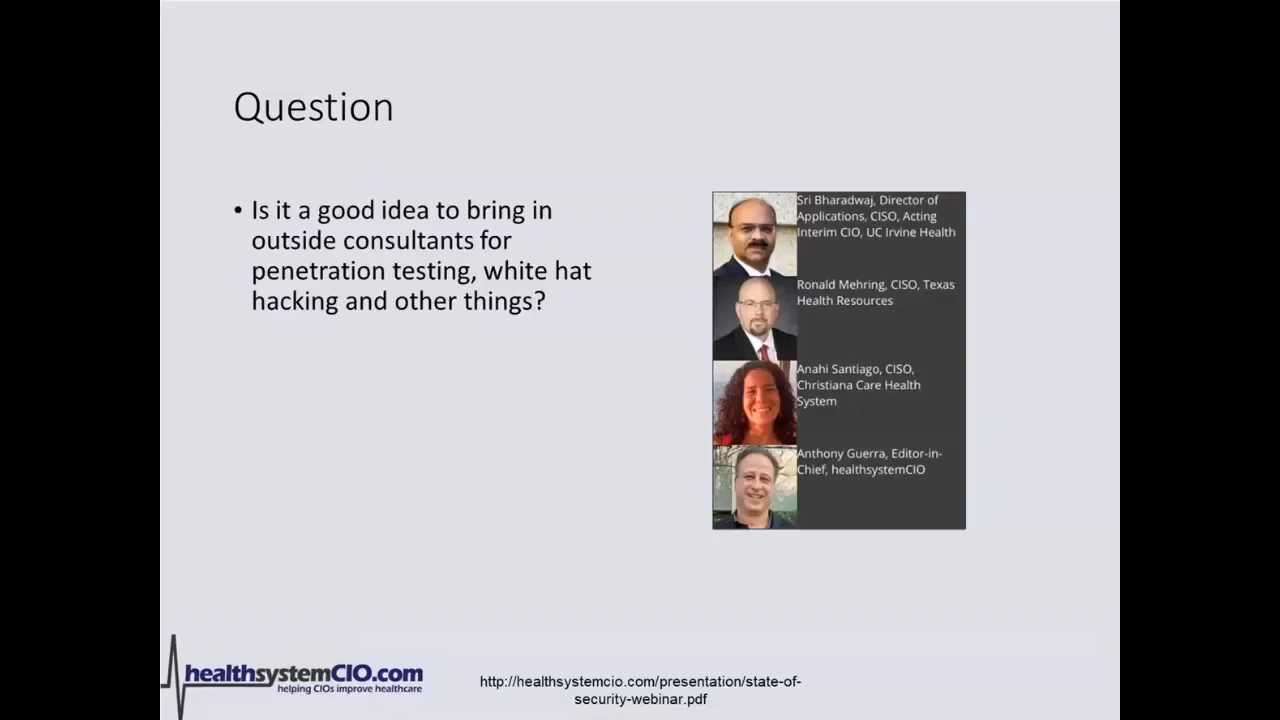 Question
• Is it a good idea to bring in
outside consultants for
penetration testing, white hat
hacking and other things?
Sri Bharadwaj, Director of
Applications, CISO, Acting
Interim CIO, UC Irvine Health
Ronald Mehring, CISO, Texas
Health Resources
Anahi Santiago, CISO,
Christiana Care Health
System
Anthony Guerra, Editor-in-
Chief, healthsystemCIO
healthsystemCIO.com
helping CIOs improve healthcare
http://healthsystemcio.com/presentation/state-of-
security-webinar.pdf